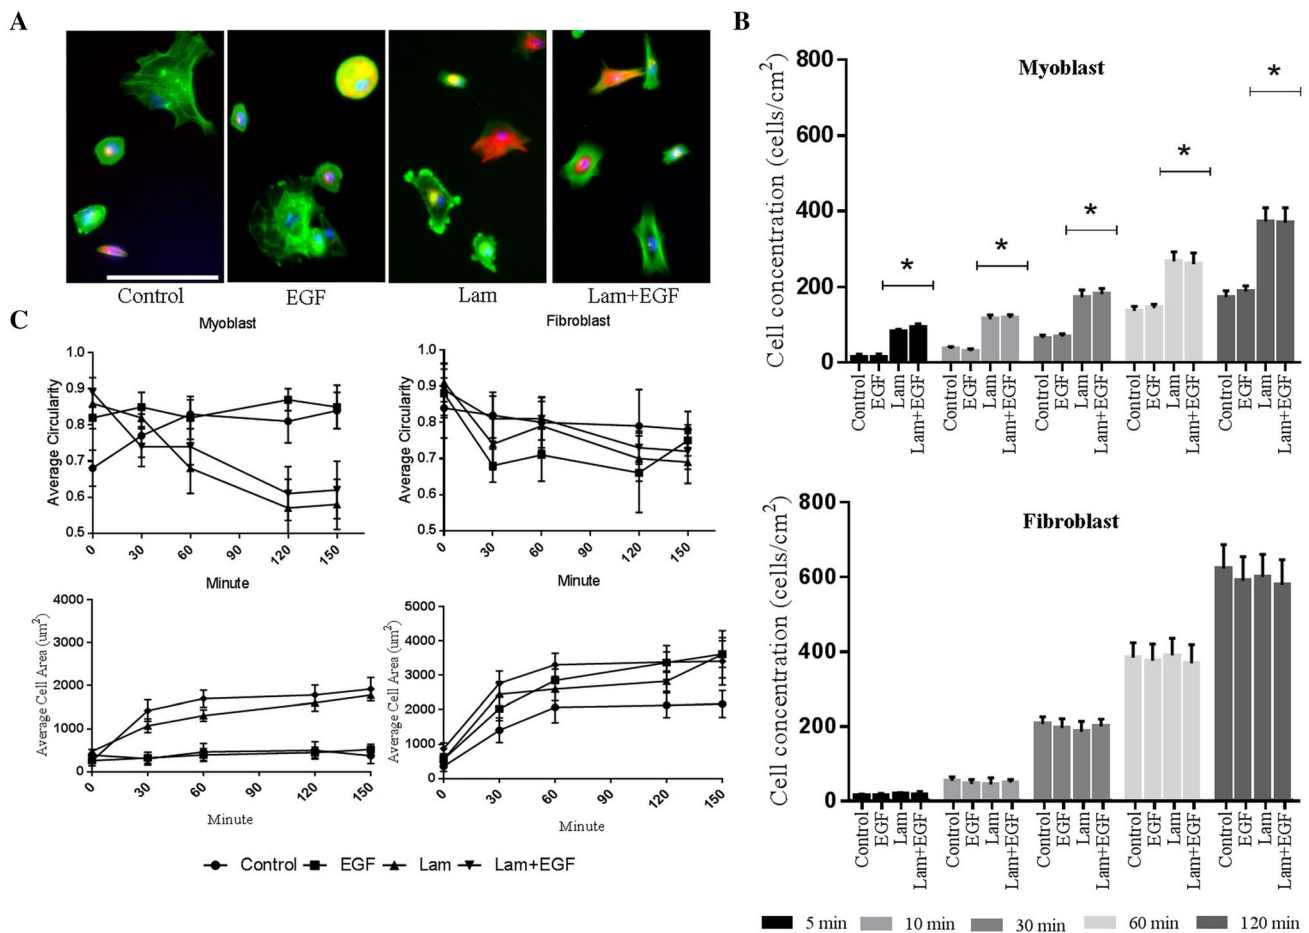 A
Control
EGF
Lam
Lam+EGF
B
Myoblast
Cell concentration (cells/cm2)
800
600
400
200
0
Control
EGF
Lam
Lam+EGF
Control
EGF
Lam
Lam+EGF
Control
EGF
Lam
Lam+EGF
Control
EGF
Lam
Lam+EGF
Control
EGF
Lam
Lam+EGF
*
*
*
*
*
Fibroblast
Cell concentration (cells/cm2)
800
600
400
200
0
Control
EGF
Lam
Lam+EGF
Control
EGF
Lam
Lam+EGF
Control
EGF
Lam
Lam+EGF
Control
EGF
Lam
Lam+EGF
Control
EGF
Lam
Lam+EGF
5 min
10 min
30 min
60 min
120 min
C
Myoblast
Average Circularity
1.0
0.9
0.8
0.7
0.6
0.5
0
30
60
90
120
150
Minute
Fibroblast
Average Circularity
1.0
0.9
0.8
0.7
0.6
0.5
0
30
60
90
120
150
Minute
Average Cell Area (um2)
4000
3000
2000
1000
0
0
30
60
90
120
150
Minute
Average Cell Area (um2)
5000
4000
3000
2000
1000
0
0
30
60
90
120
150
Minute
Control
EGF
Lam
Lam+EGF